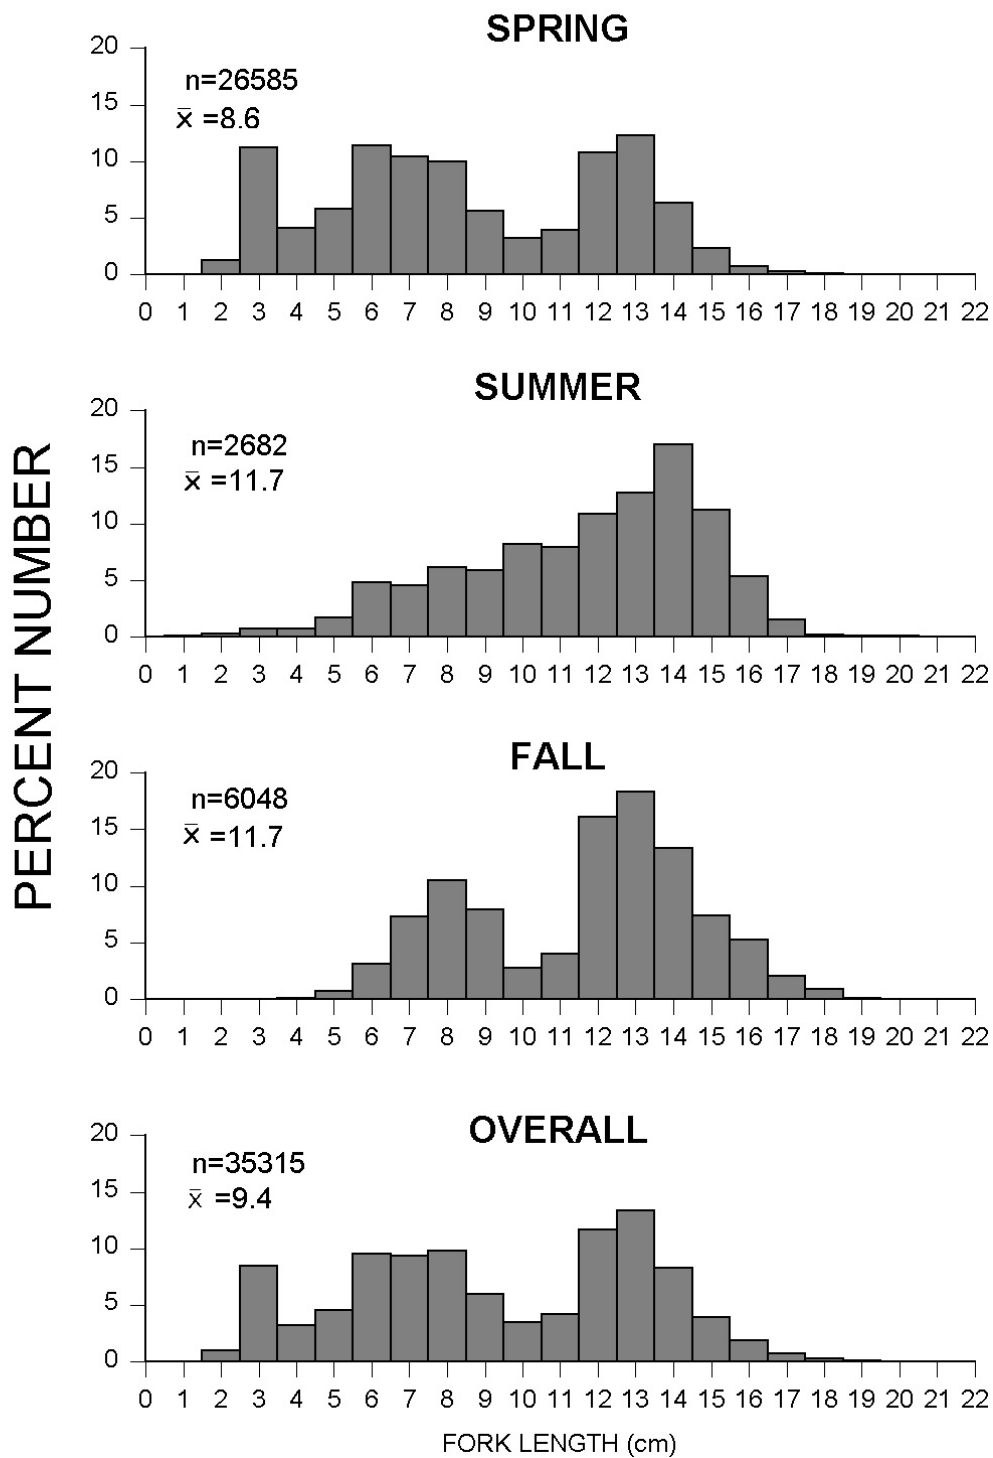 PERCENT NUMBER
SPRING
n=26585
x̄ =8.6
20
15
10
5
0
0 1 2 3 4 5 6 7 8 9 10 11 12 13 14 15 16 17 18 19 20 21 22
SUMMER
n=2682
x̄ =11.7
20
15
10
5
0
0 1 2 3 4 5 6 7 8 9 10 11 12 13 14 15 16 17 18 19 20 21 22
FALL
n=6048
x̄ =11.7
20
15
10
5
0
0 1 2 3 4 5 6 7 8 9 10 11 12 13 14 15 16 17 18 19 20 21 22
OVERALL
n=35315
x̄ =9.4
20
15
10
5
0
0 1 2 3 4 5 6 7 8 9 10 11 12 13 14 15 16 17 18 19 20 21 22
FORK LENGTH (cm)